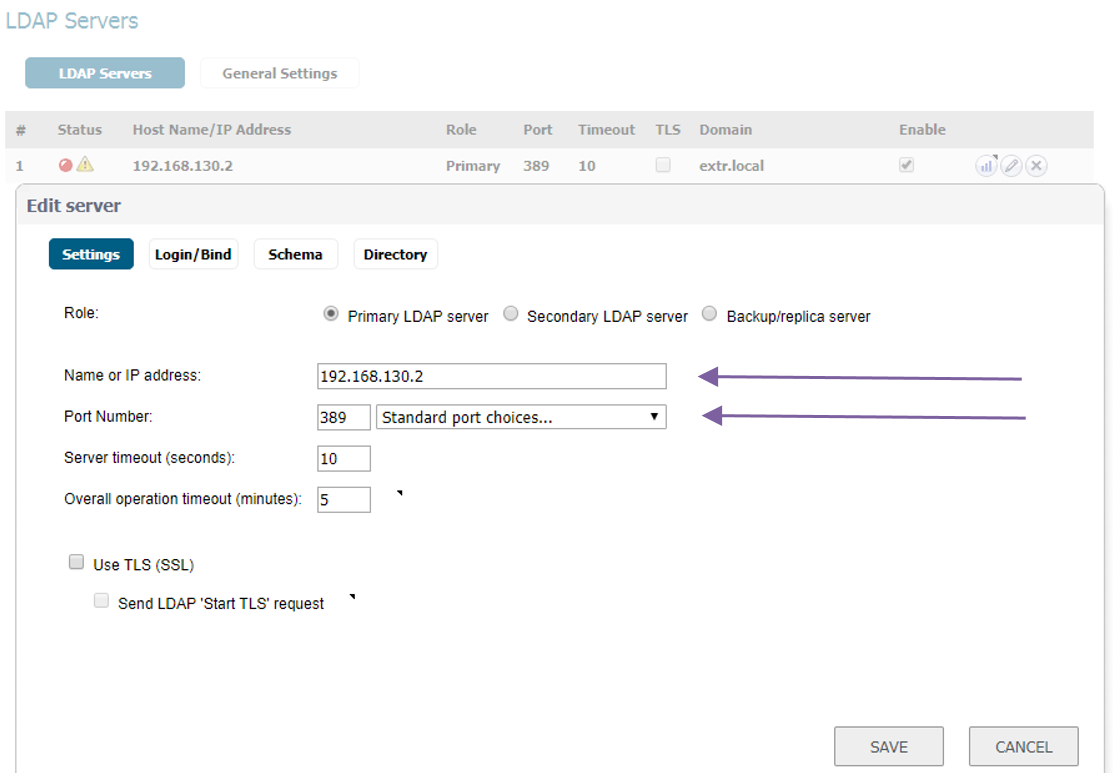 LDAP Servers
LDAP Servers General Settings
# Status Host Name/IP Address Role Port Timeout TLS Domain Enable
1 192.168.130.2 Primary 389 10 extr.local
Edit server
Settings Login/Bind Schema Directory
Role: Primary LDAP server Secondary LDAP server Backup/replica server
Name or IP address: 192.168.130.2
Port Number: 389 Standard port choices...
Server timeout (seconds): 10
Overall operation timeout (minutes): 5
Use TLS (SSL)
Send LDAP 'Start TLS' request
SAVE CANCEL